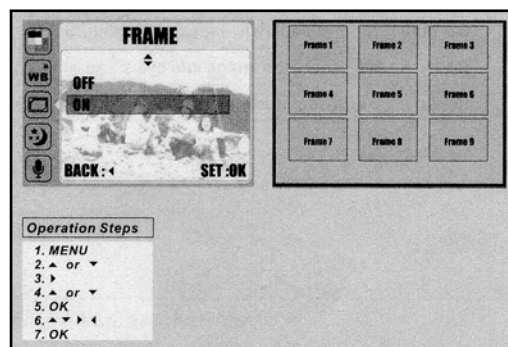 FRAME
WB
OFF
ON
BACK : ◂ SET :OK
Frame 1 Frame 2 Frame 3
Frame 4 Frame 5 Frame 6
Frame 7 Frame 8 Frame 9
Operation Steps
1. MENU
2. ▴ or ▾
3. ▸
4. ▴ or ▾
5. OK
6. ▴ ▾ ▸ ◂
7. OK